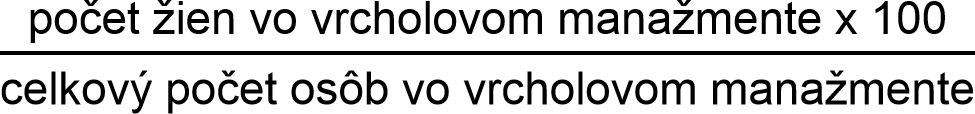 počet žien vo vrcholovom manažmente x 100
celkový počet osôb vo vrcholovom manažmente